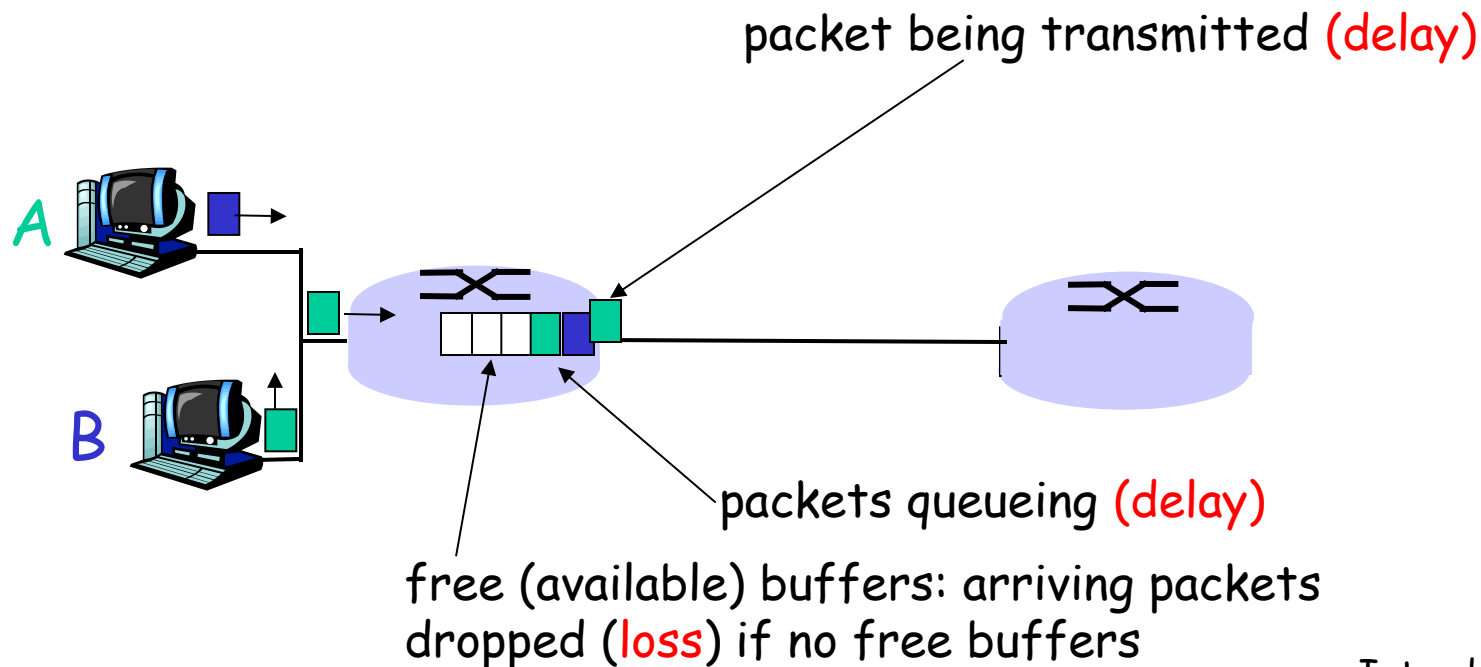 packet being transmitted (delay)
A
B
packets queueing (delay)
free (available) buffers: arriving packets
dropped (loss) if no free buffers